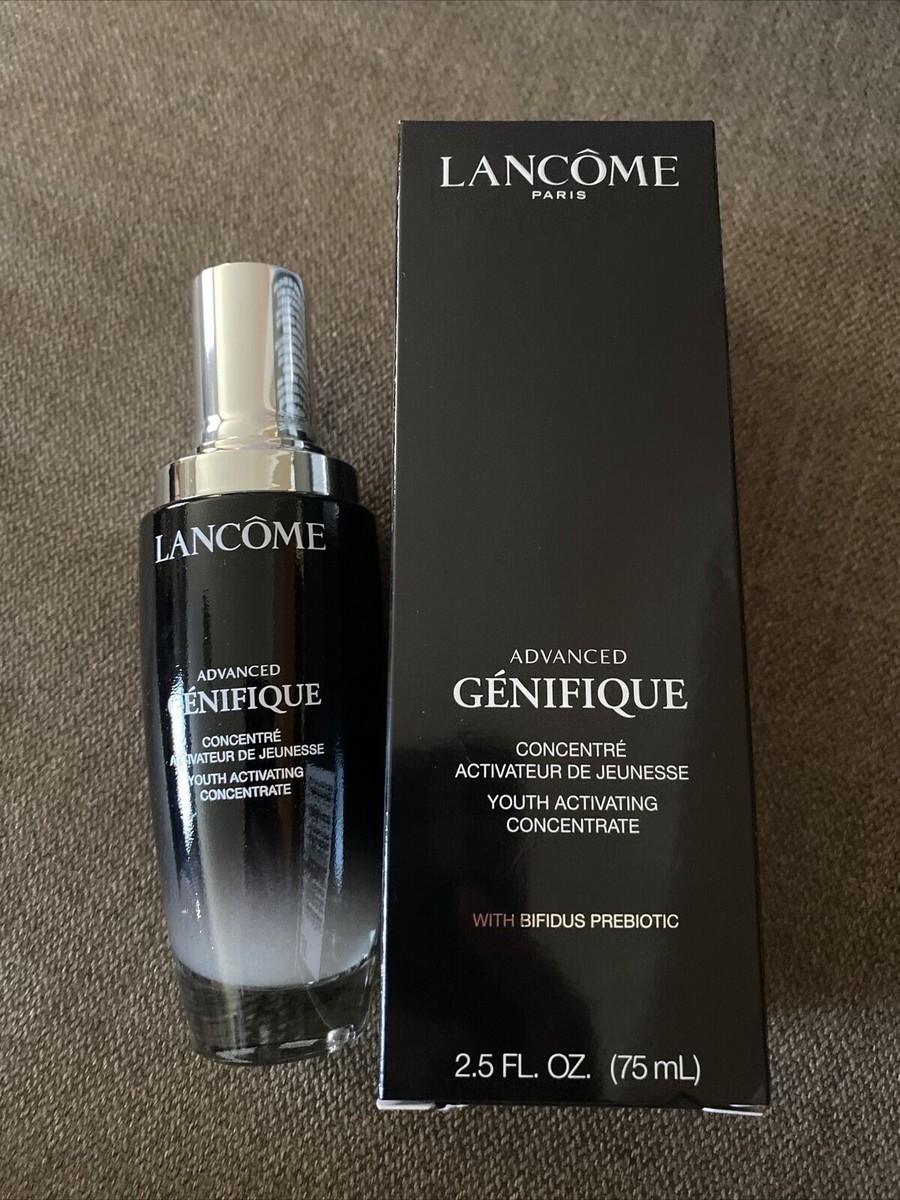 LANCÔME
ADVANCED
GÉNIFIQUE
CONCENTRÉ
ACTIVATEUR DE JEUNESSE
YOUTH ACTIVATING
CONCENTRATE
LANCÔME
PARIS
ADVANCED
GÉNIFIQUE
CONCENTRÉ
ACTIVATEUR DE JEUNESSE
YOUTH ACTIVATING
CONCENTRATE
WITH BIFIDUS PREBIOTIC
2.5 FL. OZ. (75 mL)